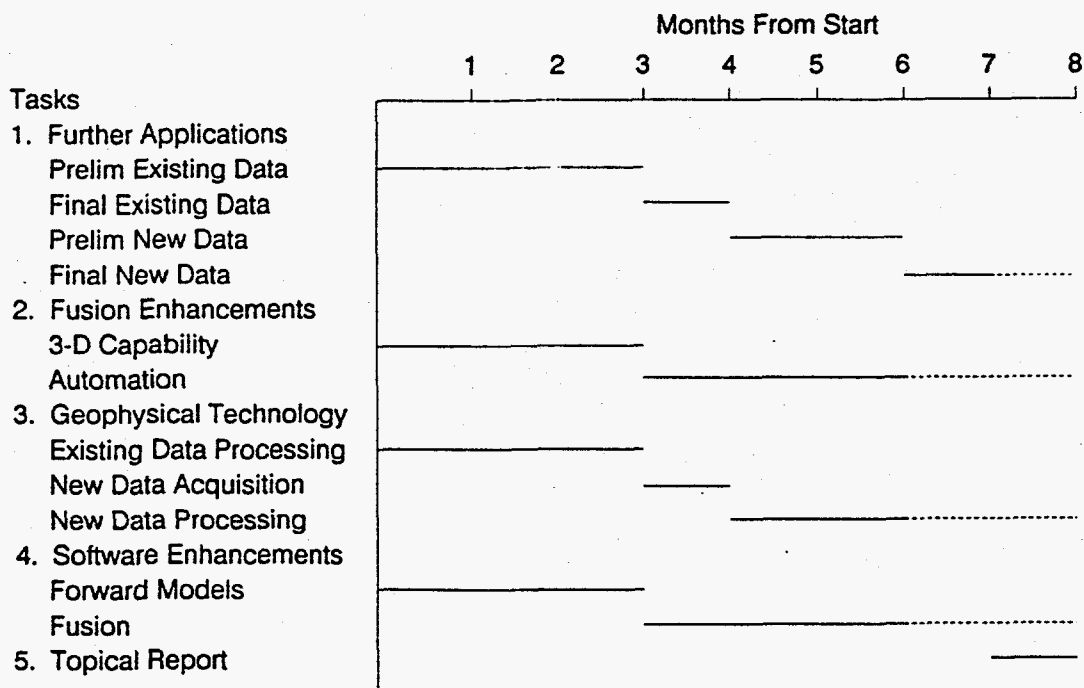 Months From Start
1 2 3 4 5 6 7 8
Tasks
1. Further Applications
Prelim Existing Data
Final Existing Data
Prelim New Data
Final New Data
2. Fusion Enhancements
3-D Capability
Automation
3. Geophysical Technology
Existing Data Processing
New Data Acquisition
New Data Processing
4. Software Enhancements
Forward Models
Fusion
5. Topical Report